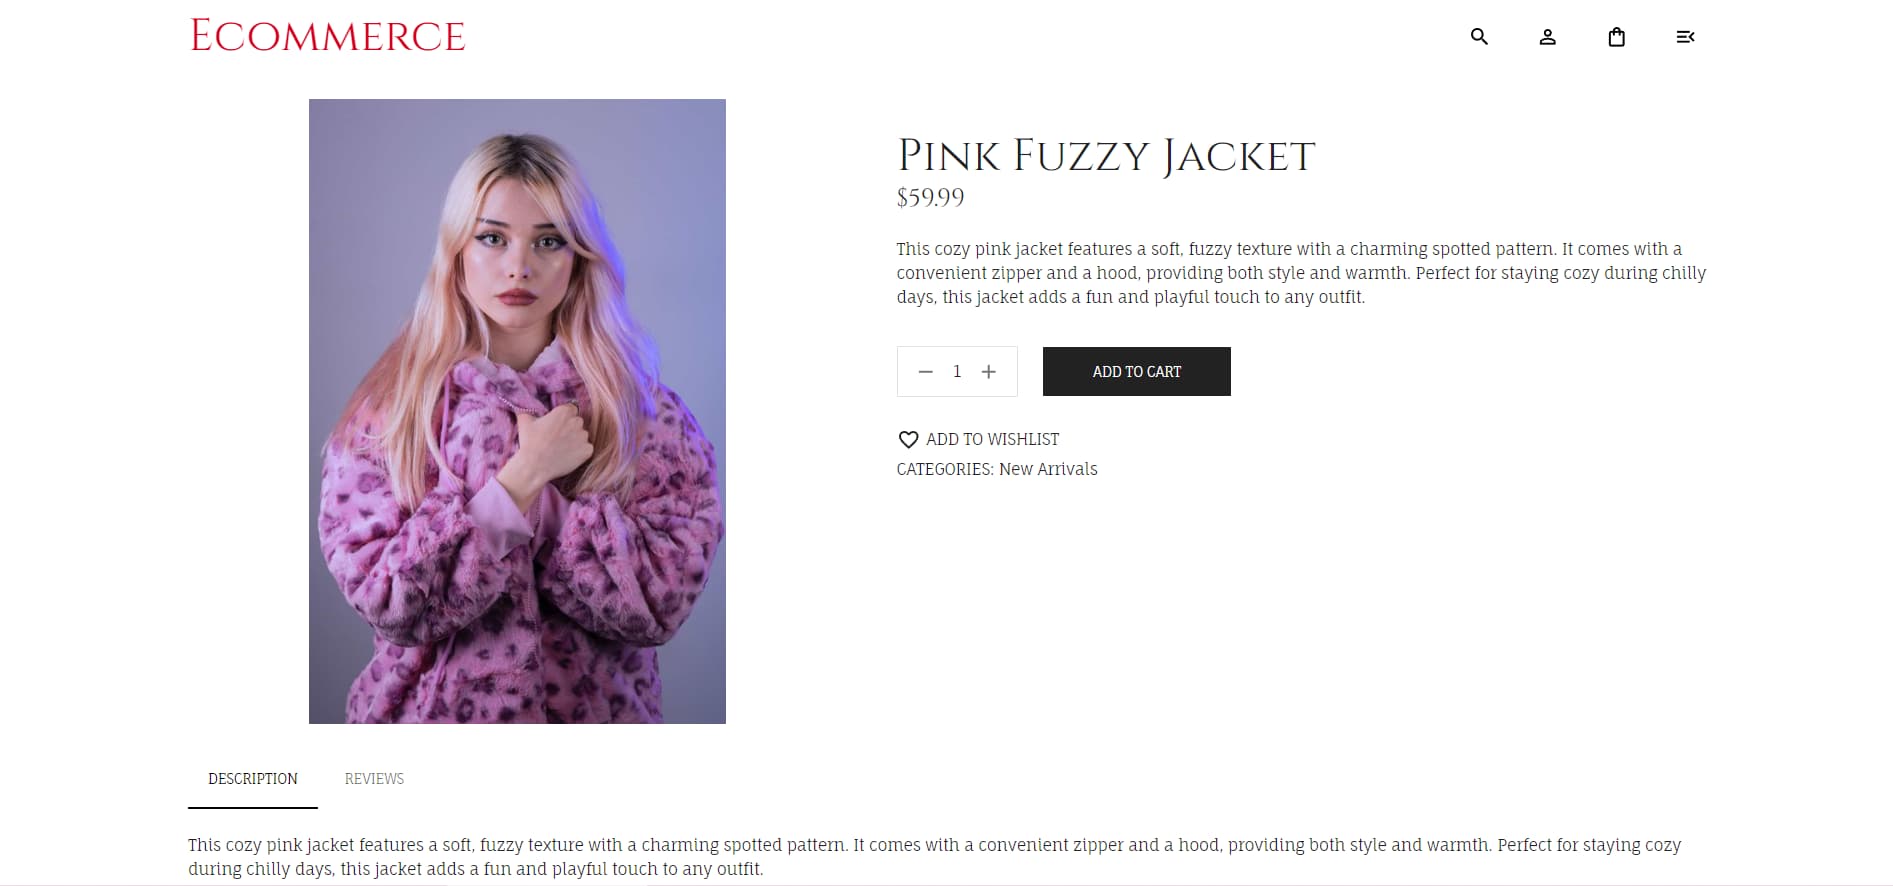 Ecommerce
Pink Fuzzy Jacket
$59.99
This cozy pink jacket features a soft, fuzzy texture with a charming spotted pattern. It comes with a
convenient zipper and a hood, providing both style and warmth. Perfect for staying cozy during chilly
days, this jacket adds a fun and playful touch to any outfit.
1
ADD TO CART
ADD TO WISHLIST
CATEGORIES: New Arrivals
DESCRIPTION REVIEWS
This cozy pink jacket features a soft, fuzzy texture with a charming spotted pattern. It comes with a convenient zipper and a hood, providing both style and warmth. Perfect for staying cozy
during chilly days, this jacket adds a fun and playful touch to any outfit.